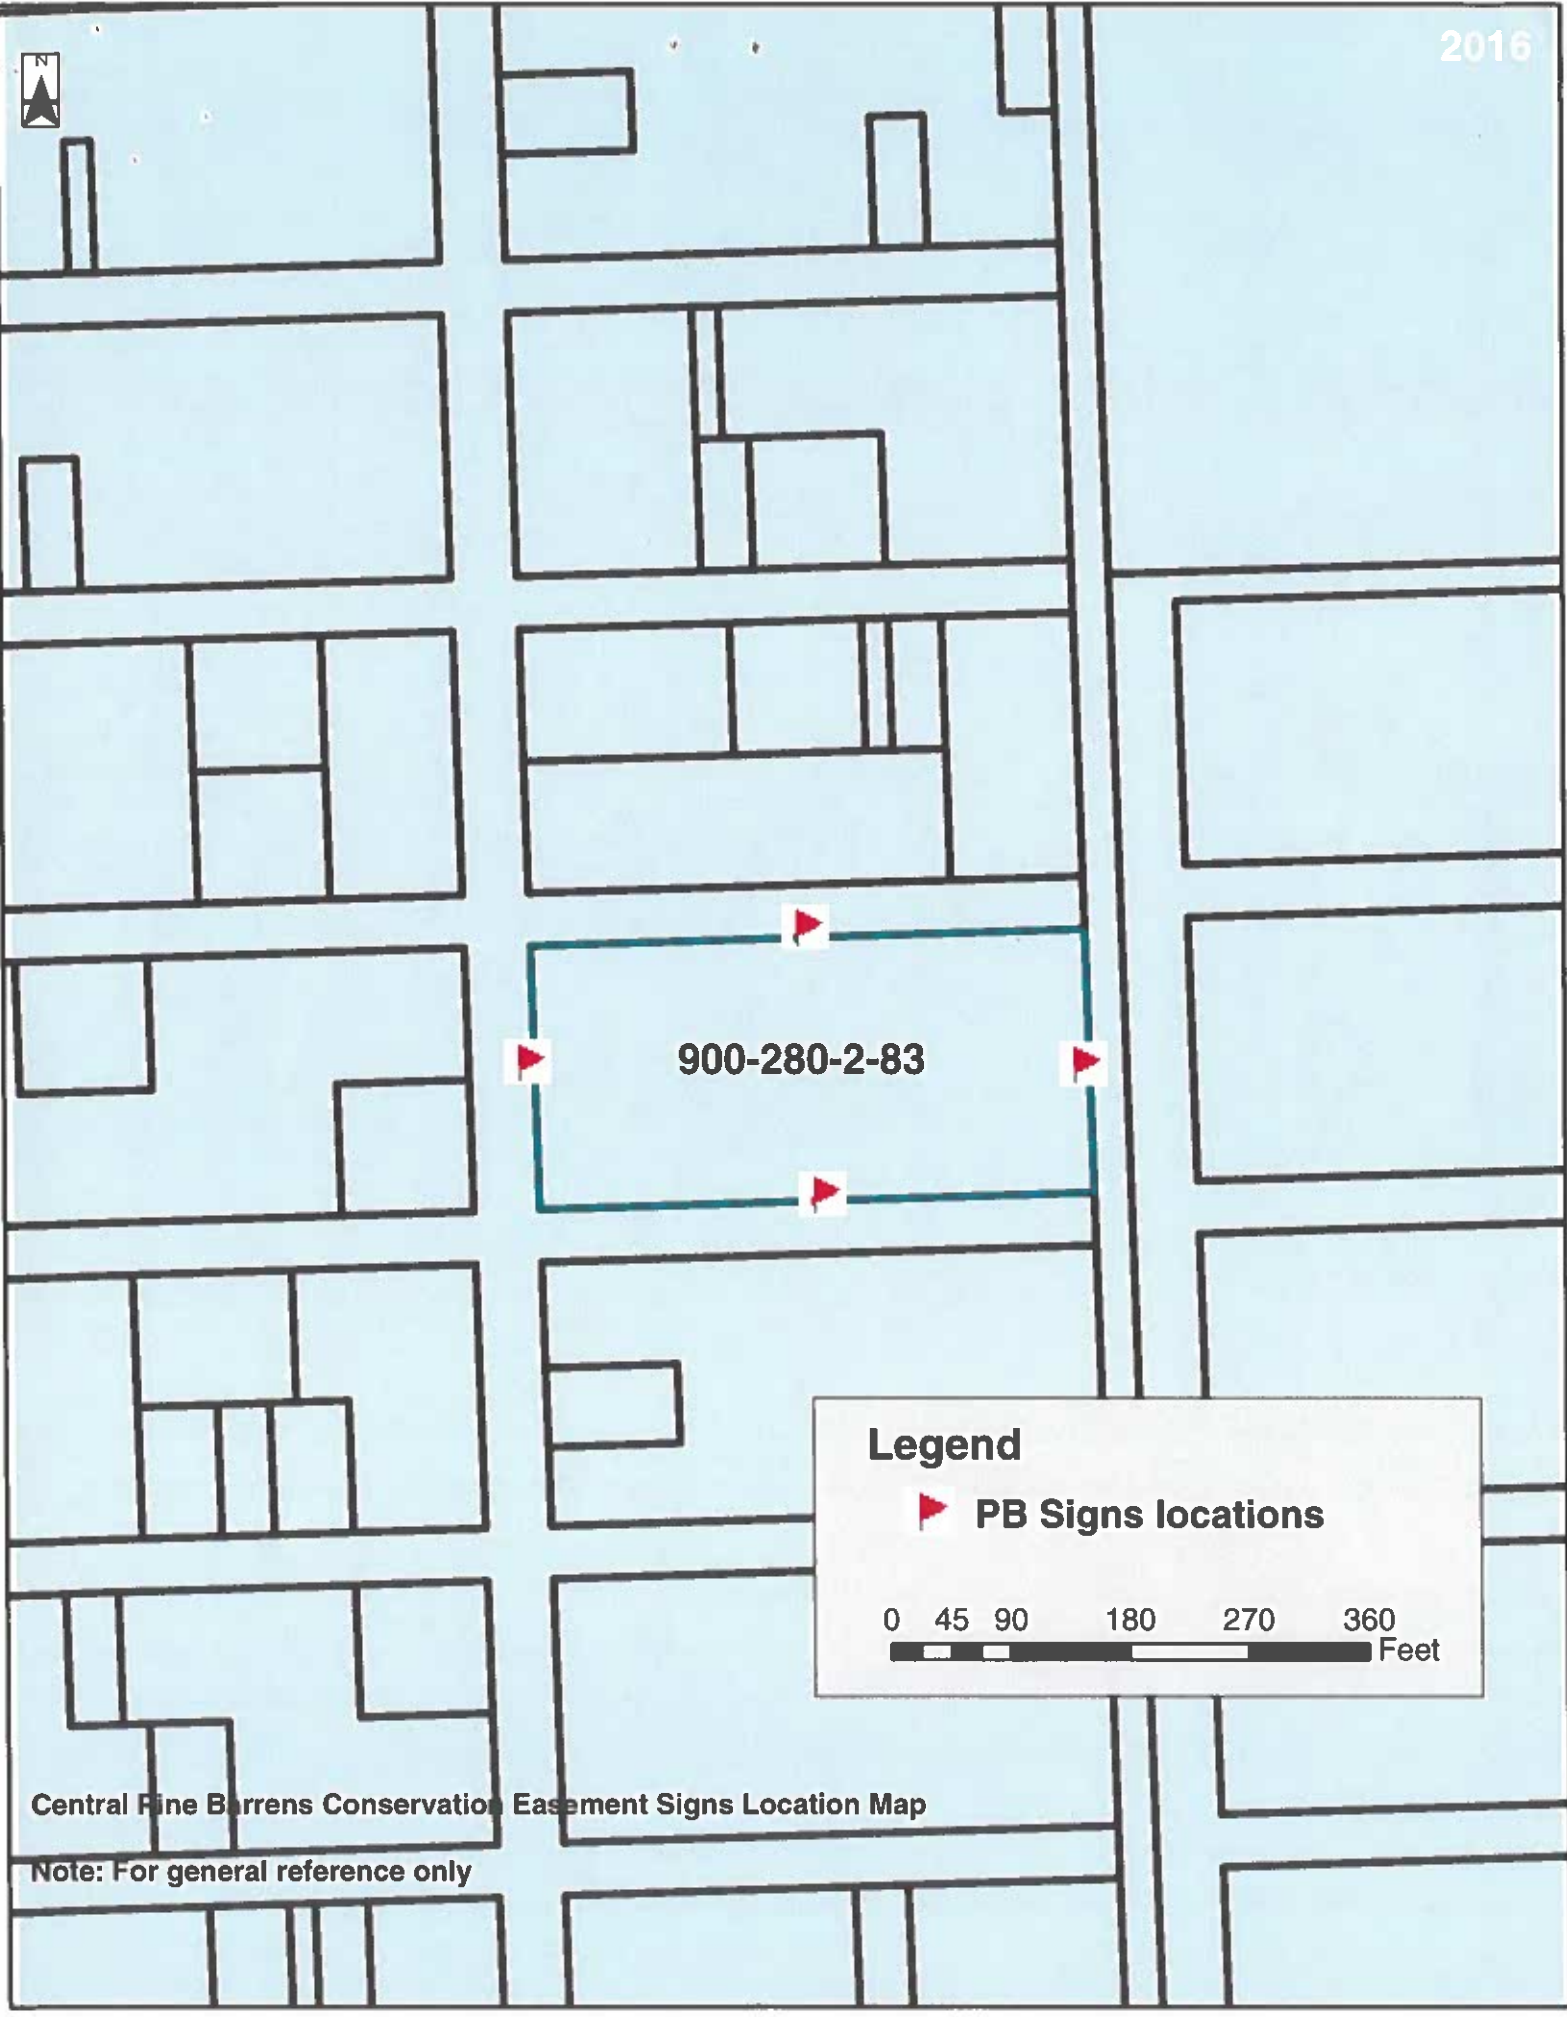 N
2016
900-280-2-83
Legend
PB Signs locations
0 45 90 180 270 360
Feet
Central Pine Barrens Conservation Easement Signs Location Map
Note: For general reference only